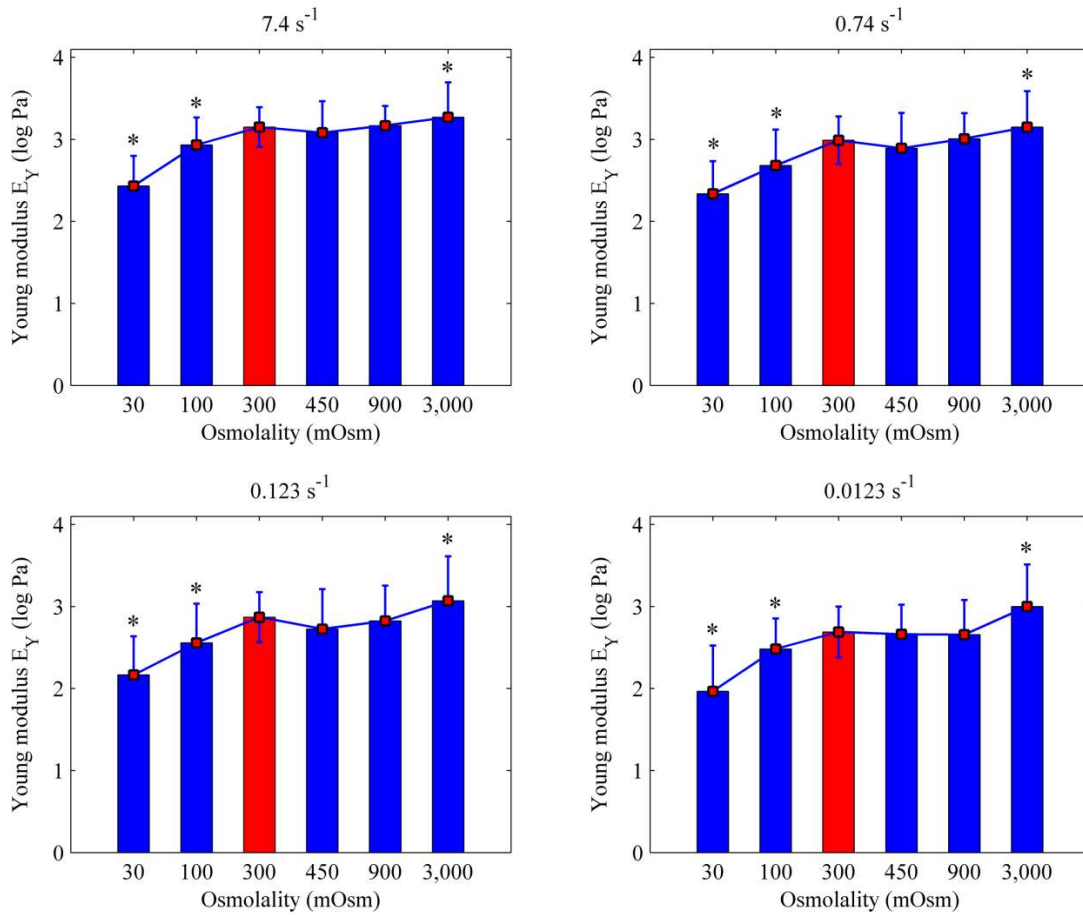 7.4 s⁻¹
Young modulus E_Y (log Pa)
4
3
2
1
0
* * *
30 100 300 450 900 3,000
Osmolality (mOsm)
0.74 s⁻¹
Young modulus E_Y (log Pa)
4
3
2
1
0
* * *
30 100 300 450 900 3,000
Osmolality (mOsm)
0.123 s⁻¹
Young modulus E_Y (log Pa)
4
3
2
1
0
* * *
30 100 300 450 900 3,000
Osmolality (mOsm)
0.0123 s⁻¹
Young modulus E_Y (log Pa)
4
3
2
1
0
* * *
30 100 300 450 900 3,000
Osmolality (mOsm)